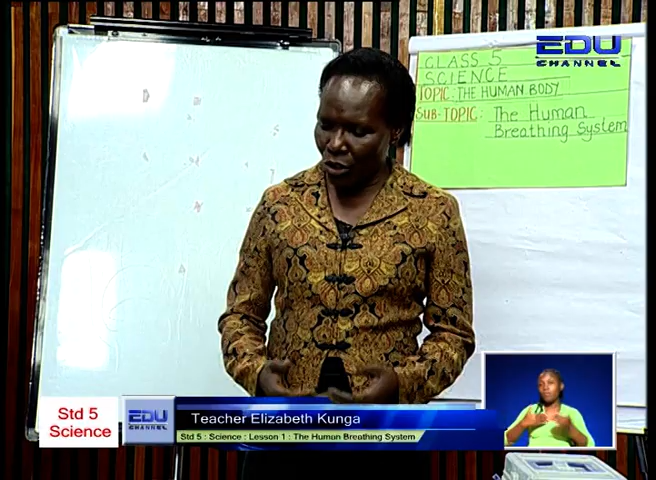 EDU
CHANNEL
CLASS 5
SCIENCE
TOPIC: THE HUMAN BODY
SUB-TOPIC: The Human
Breathing System
Std 5
Science
EDU
CHANNEL
Teacher Elizabeth Kunga
Std 5 : Science : Lesson 1 : The Human Breathing System